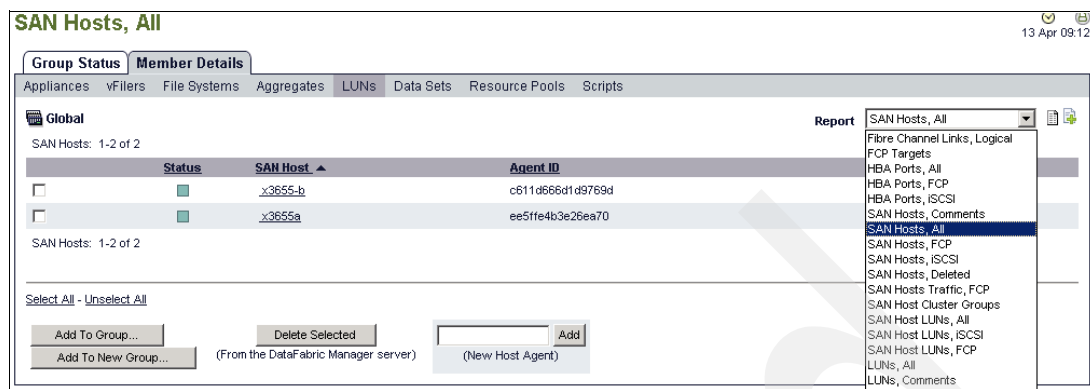 SAN Hosts, All
13 Apr 09:12
Group Status Member Details
Appliances vFilers File Systems Aggregates LUNs Data Sets Resource Pools Scripts
Global
Report SAN Hosts, All
SAN Hosts: 1-2 of 2
Status SAN Host Agent ID
x3655-b c611d666d1d9769d
x3655a ee5ffe4b3e26ea70
SAN Hosts: 1-2 of 2
Fibre Channel Links, Logical
FCP Targets
HBA Ports, All
HBA Ports, FCP
HBA Ports, iSCSI
SAN Hosts, Comments
SAN Hosts, All
SAN Hosts, FCP
SAN Hosts, iSCSI
SAN Hosts, Deleted
SAN Hosts Traffic, FCP
SAN Host Cluster Groups
SAN Host LUNs, All
SAN Host LUNs, iSCSI
SAN Host LUNs, FCP
LUNs, All
LUNs, Comments
Select All - Unselect All
Add To Group... Delete Selected Add
Add To New Group... (From the DataFabric Manager server) (New Host Agent)